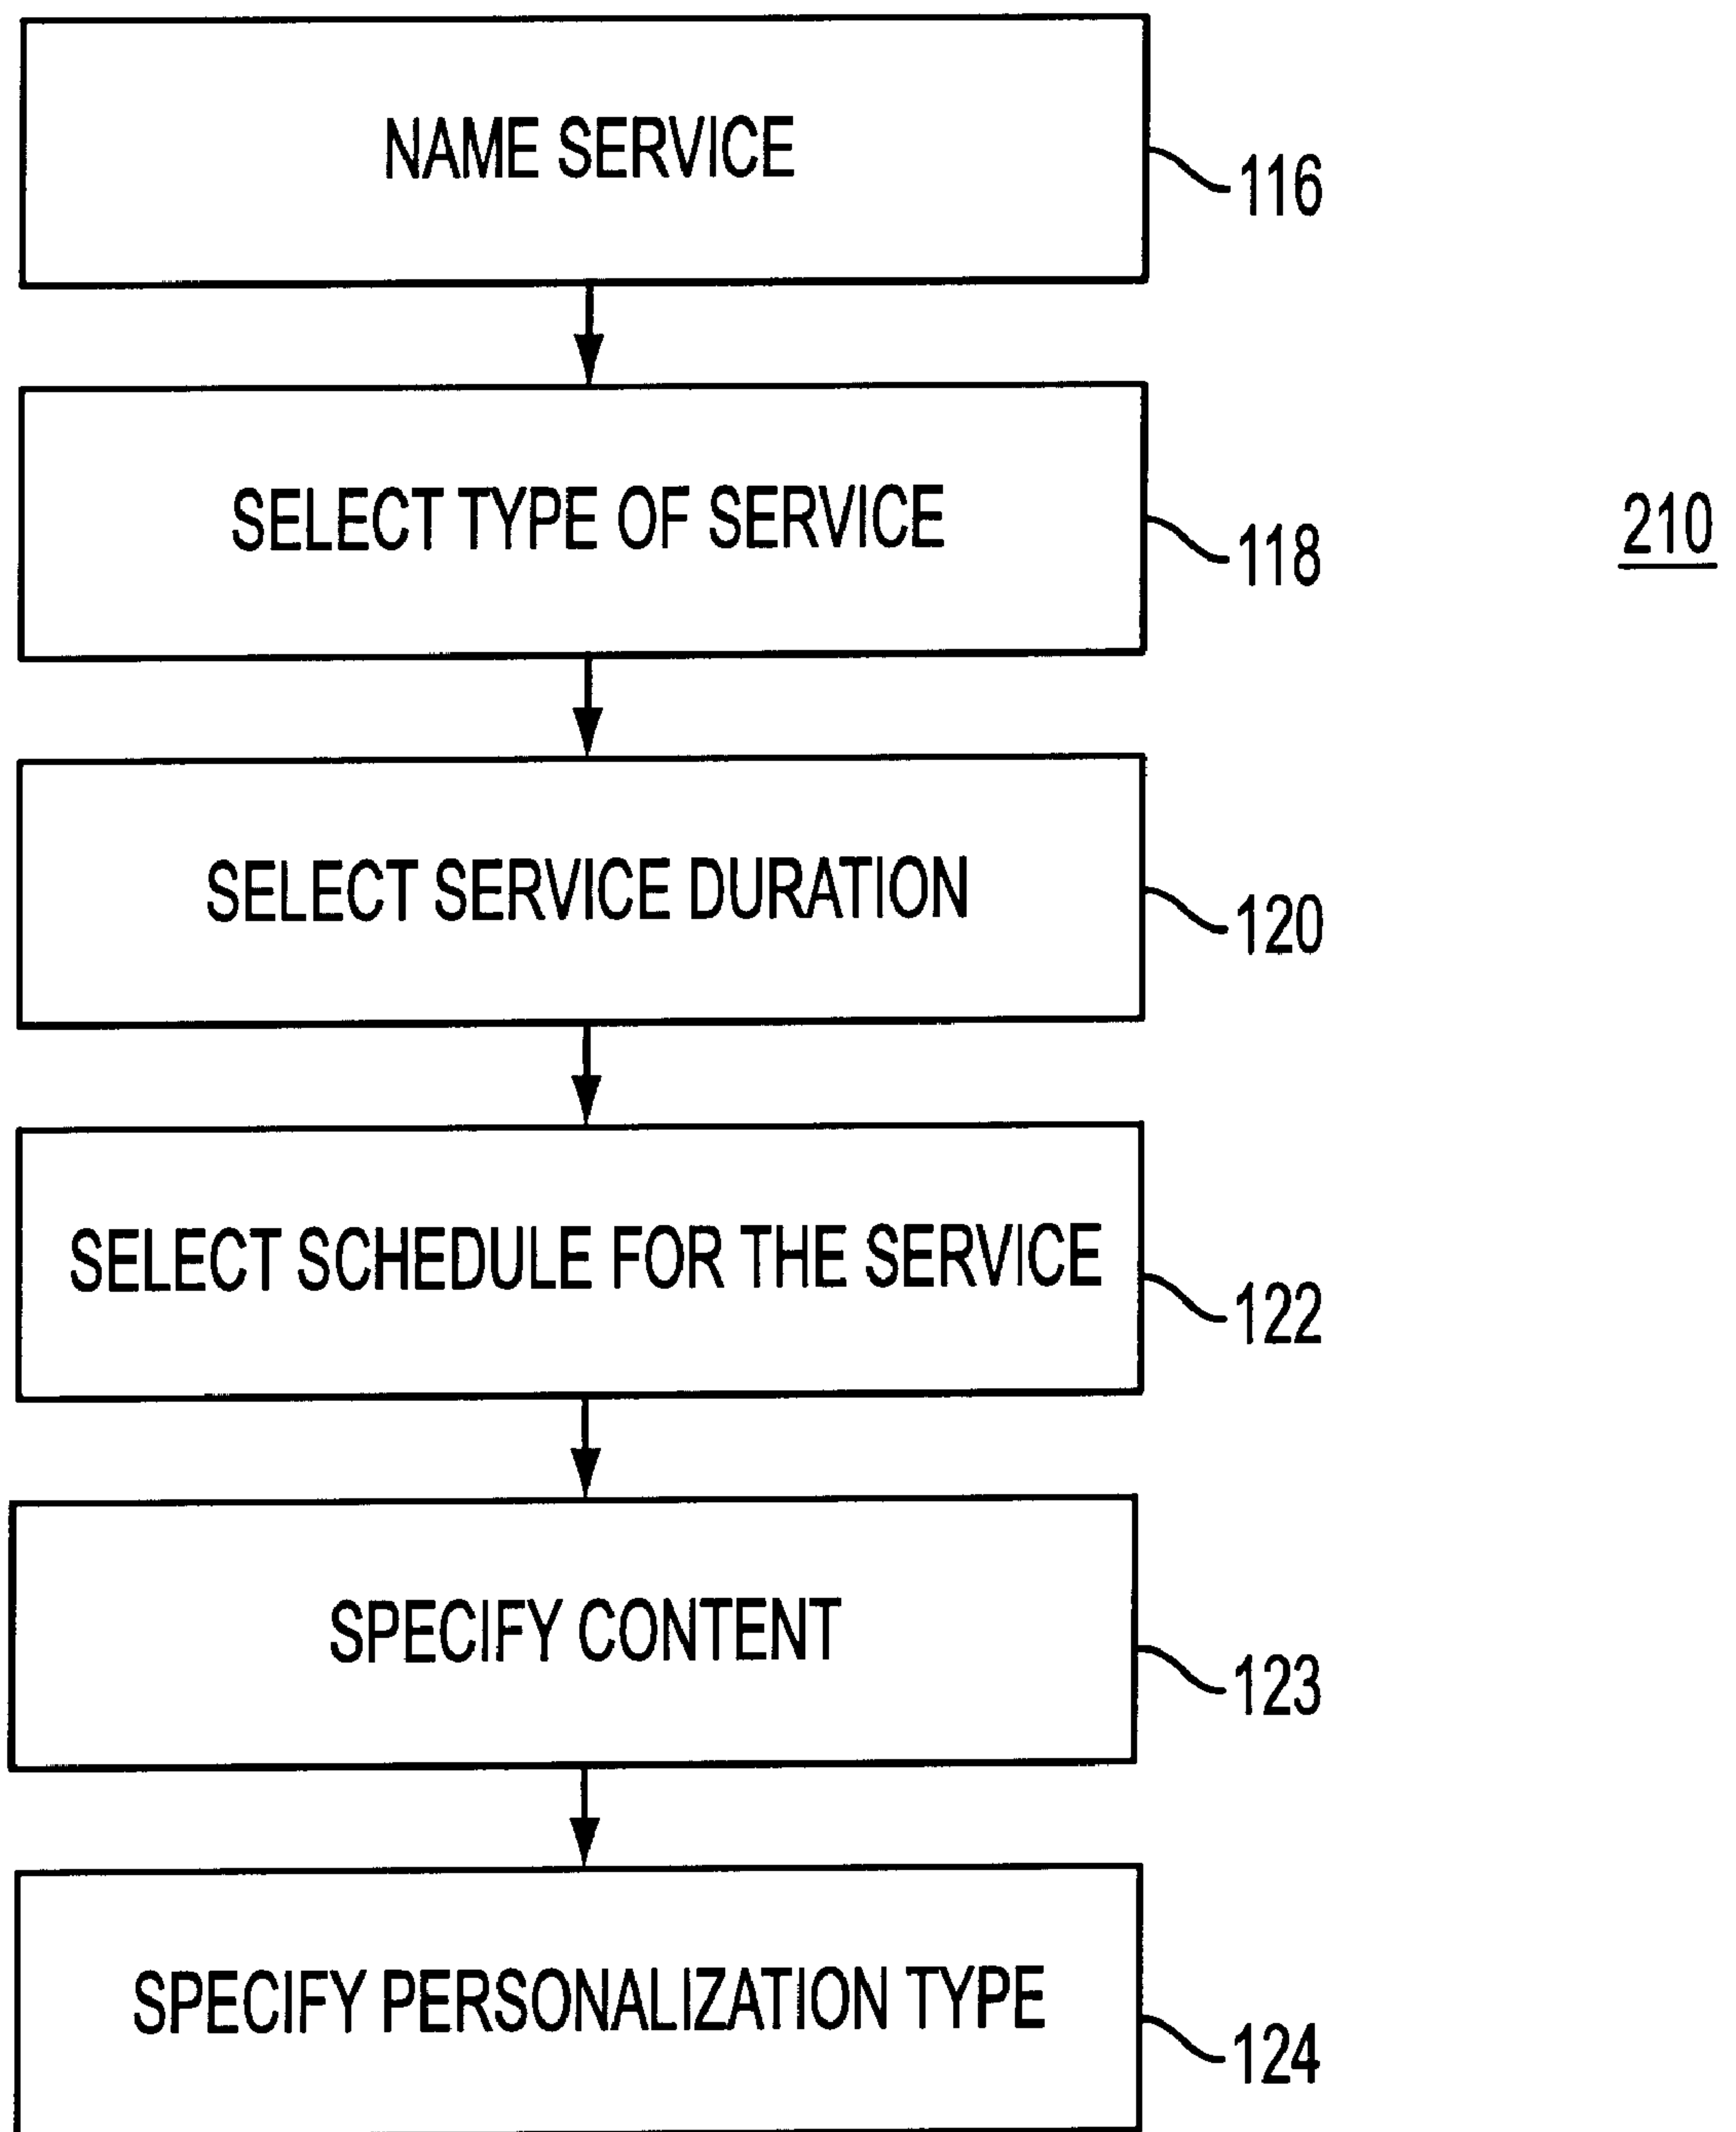 NAME SERVICE
116
SELECT TYPE OF SERVICE
118
210
SELECT SERVICE DURATION
120
SELECT SCHEDULE FOR THE SERVICE
122
SPECIFY CONTENT
123
SPECIFY PERSONALIZATION TYPE
124